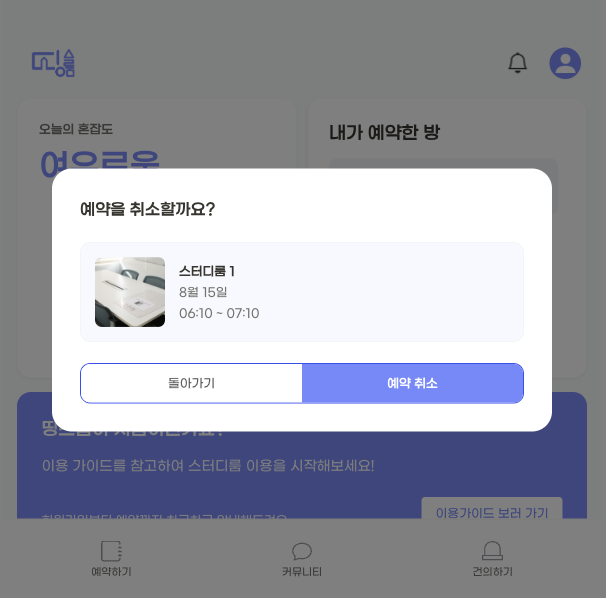 띵슬롬
오늘의 혼잡도
여유로움
내가 예약한 방
예약을 취소할까요?
스터디룸 1
8월 15일
06:10 ~ 07:10
돌아가기
예약 취소
이용 가이드를 참고하여 스터디룸 이용을 시작해보세요!
이용가이드 보러 가기
예약하기
커뮤니티
건의하기